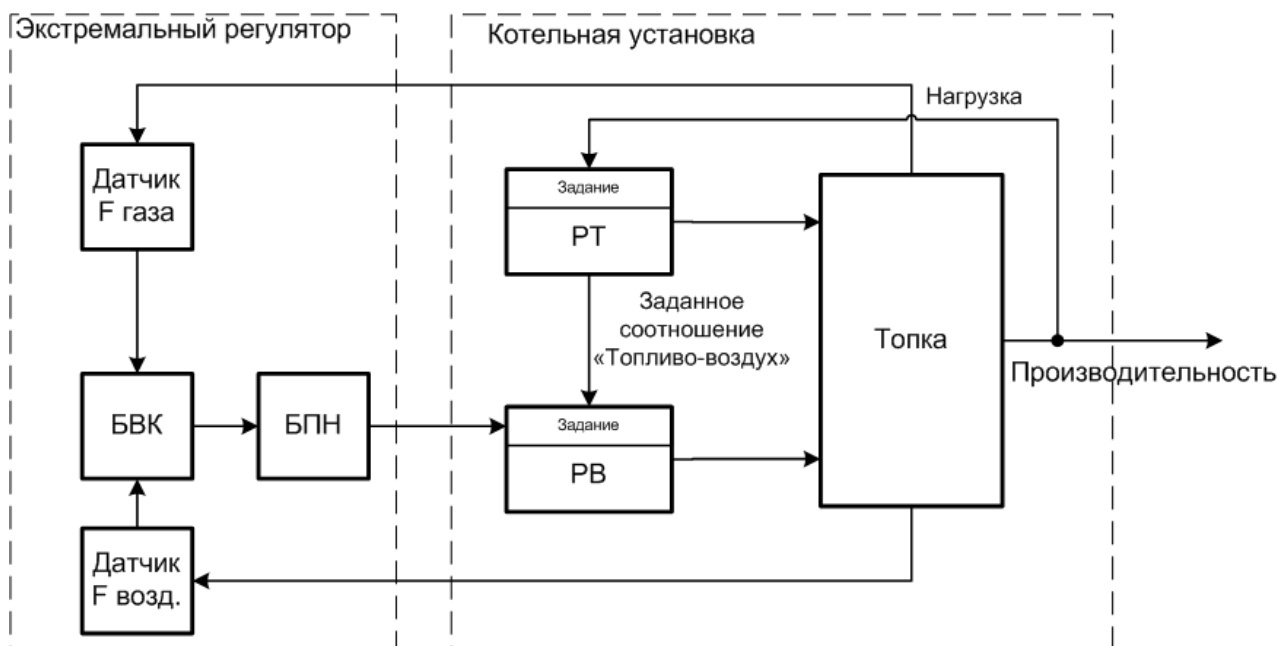 Экстремальный регулятор
Котельная установка
Нагрузка
Датчик
F газа
Задание
РТ
Заданное
соотношение
«Топливо-воздух»
Топка
Производительность
БВК
БПН
Задание
РВ
Датчик
F возд.